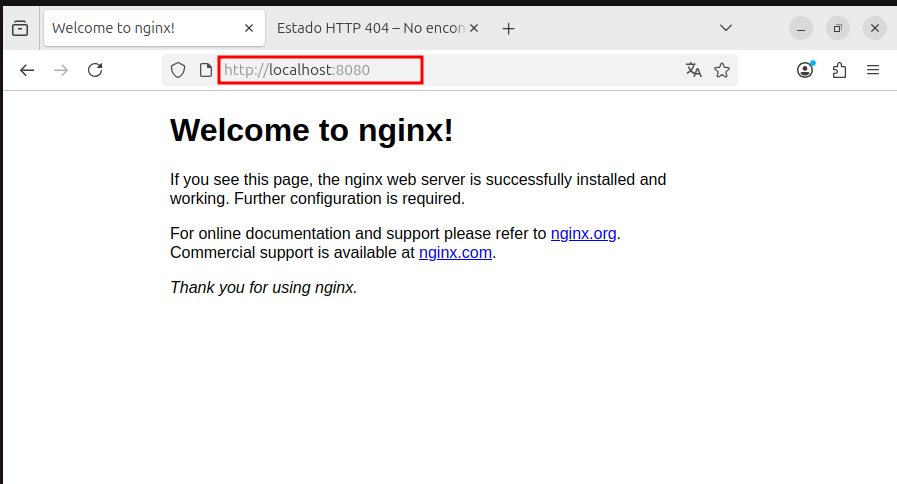 Welcome to nginx!
Estado HTTP 404 – No encon
http://localhost:8080
Welcome to nginx!
If you see this page, the nginx web server is successfully installed and
working. Further configuration is required.
For online documentation and support please refer to nginx.org.
Commercial support is available at nginx.com.
Thank you for using nginx.